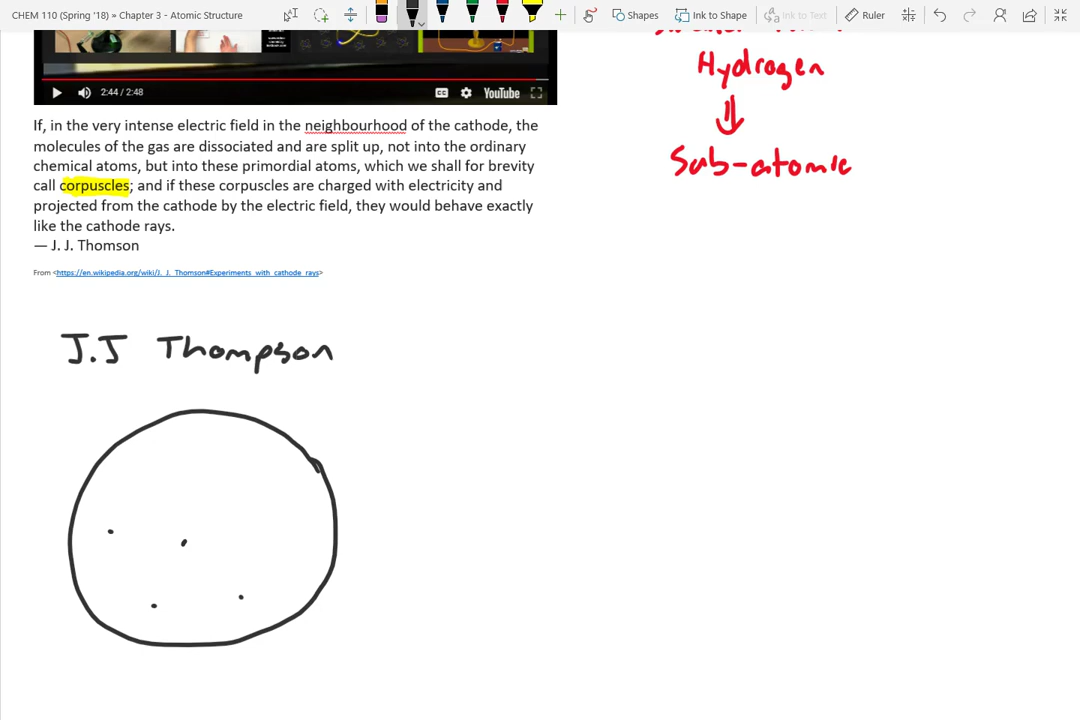 CHEM 110 (Spring '18) » Chapter 3 - Atomic Structure
Shapes Ink to Shape Ink to Text Ruler
2:44 / 2:48 CC YouTube
If, in the very intense electric field in the neighbourhood of the cathode, the
molecules of the gas are dissociated and are split up, not into the ordinary
chemical atoms, but into these primordial atoms, which we shall for brevity
call corpuscles; and if these corpuscles are charged with electricity and
projected from the cathode by the electric field, they would behave exactly
like the cathode rays.
— J. J. Thomson
From <https://en.wikipedia.org/wiki/J._J._Thomson#Experiments_with_cathode_rays>
J.J Thompson
Hydrogen
⇓
Sub-atomic